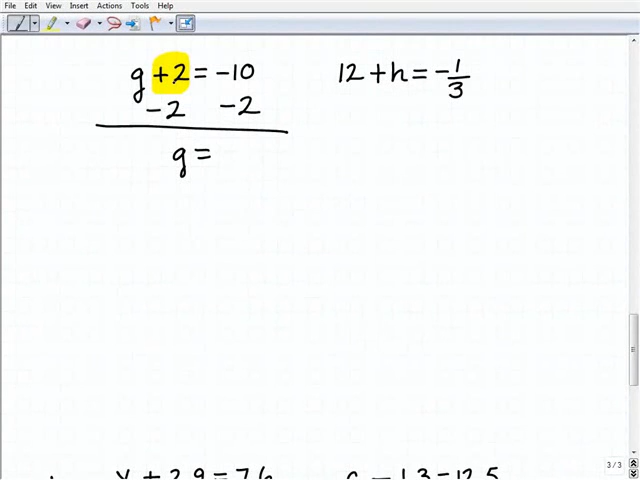 File Edit View Insert Actions Tools Help
g + 2 = -10
-2 -2
g =
12 + h = -1/3
3 / 3